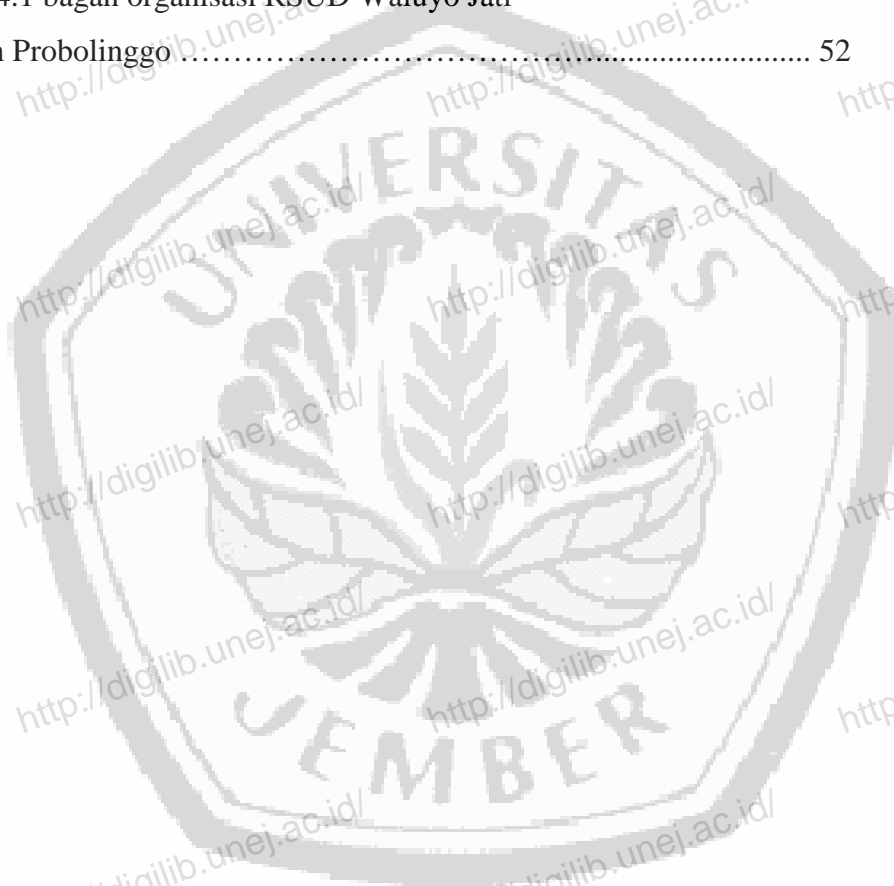 4.1 bagan organisasi RSUD Waluyo Jati
n Probolinggo ……………………………………………........................... 52
UNIVERSITAS
JEMBER
http://digilib.unej.ac.id/
http://digilib.unej.ac.id/
http
http://digilib.unej.ac.id/
http://digilib.unej.ac.id/
http
http://digilib.unej.ac.id/
http://digilib.unej.ac.id/
http
http://digilib.unej.ac.id/
http://digilib.unej.ac.id/
http
digilib.unej.ac.id/
digilib.unej.ac.id/